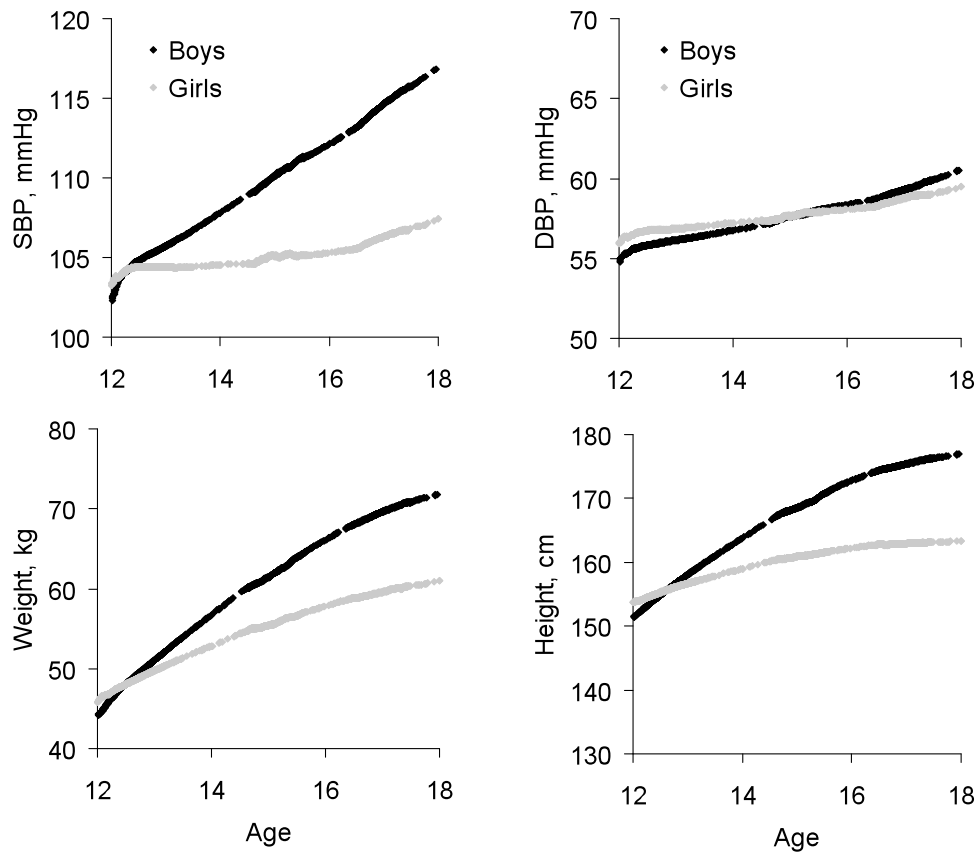 SBP, mmHg
120
115
110
105
100
Boys
Girls
12 14 16 18
DBP, mmHg
70
65
60
55
50
Boys
Girls
12 14 16 18
Weight, kg
80
70
60
50
40
12 14 16 18
Age
Height, cm
180
170
160
150
140
130
12 14 16 18
Age